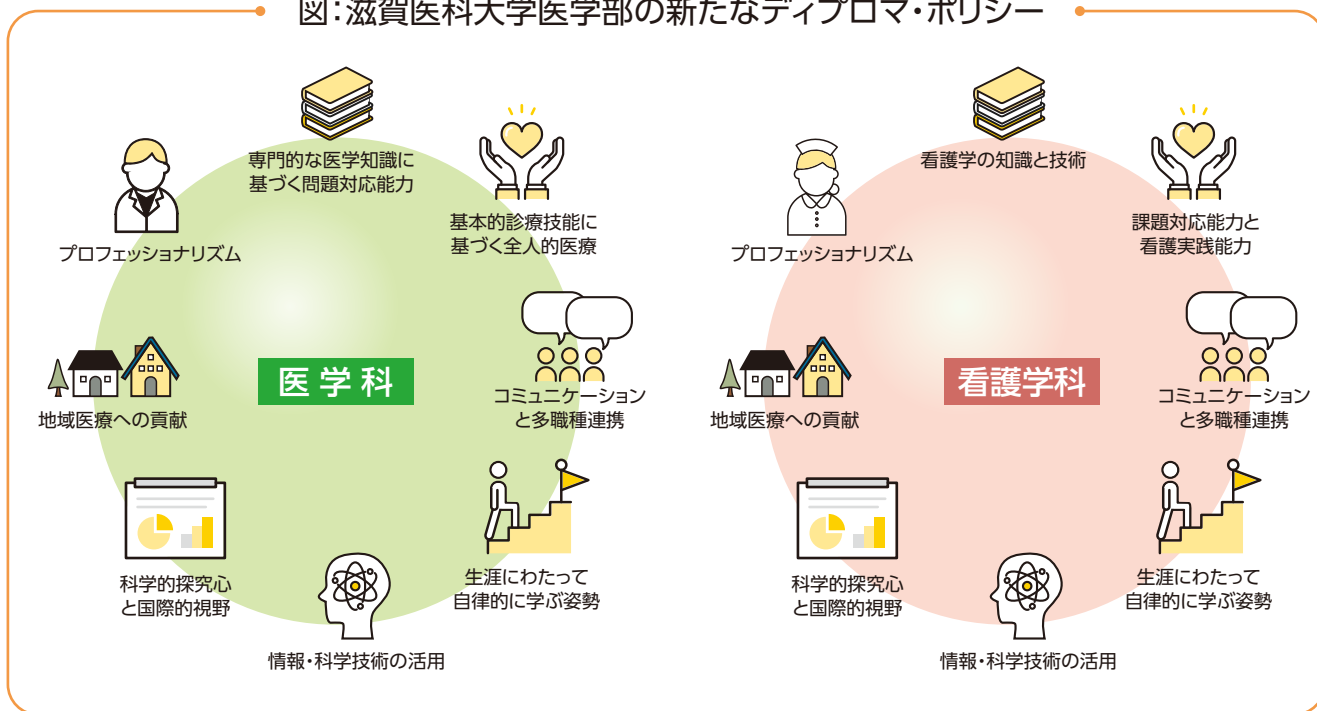 図：滋賀医科大学医学部の新たなディプロマ・ポリシー
専門的な医学知識に
基づく問題対応能力
基本的診療技能に
基づく全人的医療
プロフェッショナリズム
医学科
コミュニケーション
と多職種連携
地域医療への貢献
科学的探究心
と国際的視野
生涯にわたって
自律的に学ぶ姿勢
情報・科学技術の活用
看護学の知識と技術
課題対応能力と
看護実践能力
プロフェッショナリズム
看護学科
コミュニケーション
と多職種連携
地域医療への貢献
科学的探究心
と国際的視野
生涯にわたって
自律的に学ぶ姿勢
情報・科学技術の活用